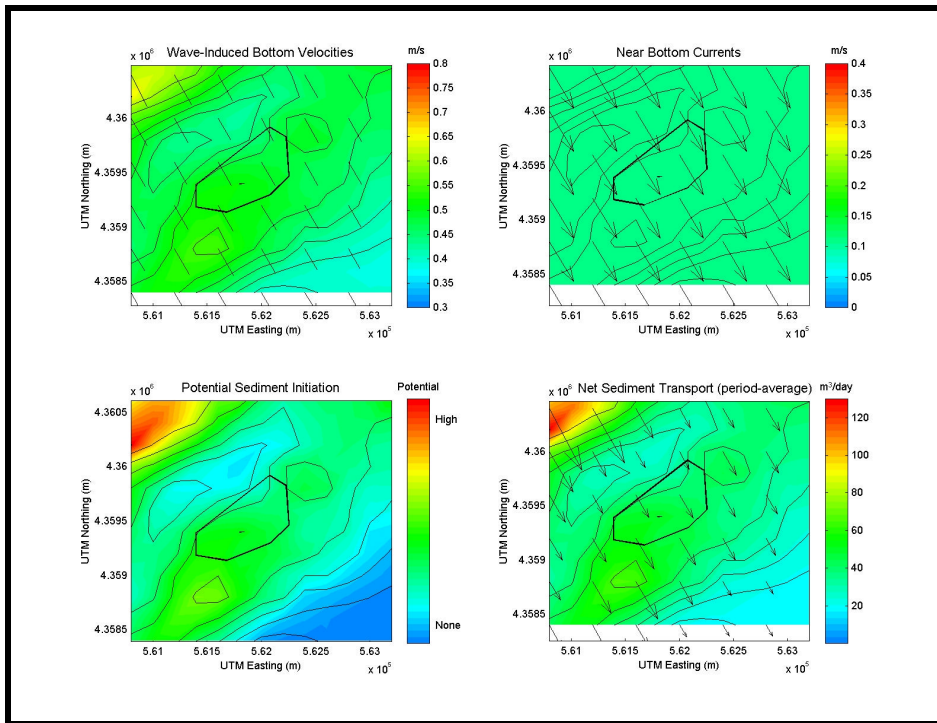 Wave-Induced Bottom Velocities
x 10⁶
m/s
4.36
4.3595
4.359
4.3585
UTM Northing (m)
5.61 5.615 5.62 5.625 5.63
UTM Easting (m)
x 10⁵
0.8
0.75
0.7
0.65
0.6
0.55
0.5
0.45
0.4
0.35
0.3
Near Bottom Currents
x 10⁶
m/s
4.36
4.3595
4.359
4.3585
UTM Northing (m)
5.61 5.615 5.62 5.625 5.63
UTM Easting (m)
x 10⁵
0.4
0.35
0.3
0.25
0.2
0.15
0.1
0.05
0
Potential Sediment Initiation
x 10⁶
Potential
4.3605
4.36
4.3595
4.359
4.3585
UTM Northing (m)
5.61 5.615 5.62 5.625 5.63
UTM Easting (m)
x 10⁵
High
None
Net Sediment Transport (period-average)
x 10⁶
m³/day
4.3605
4.36
4.3595
4.359
4.3585
UTM Northing (m)
5.61 5.615 5.62 5.625 5.63
UTM Easting (m)
x 10⁵
120
100
80
60
40
20